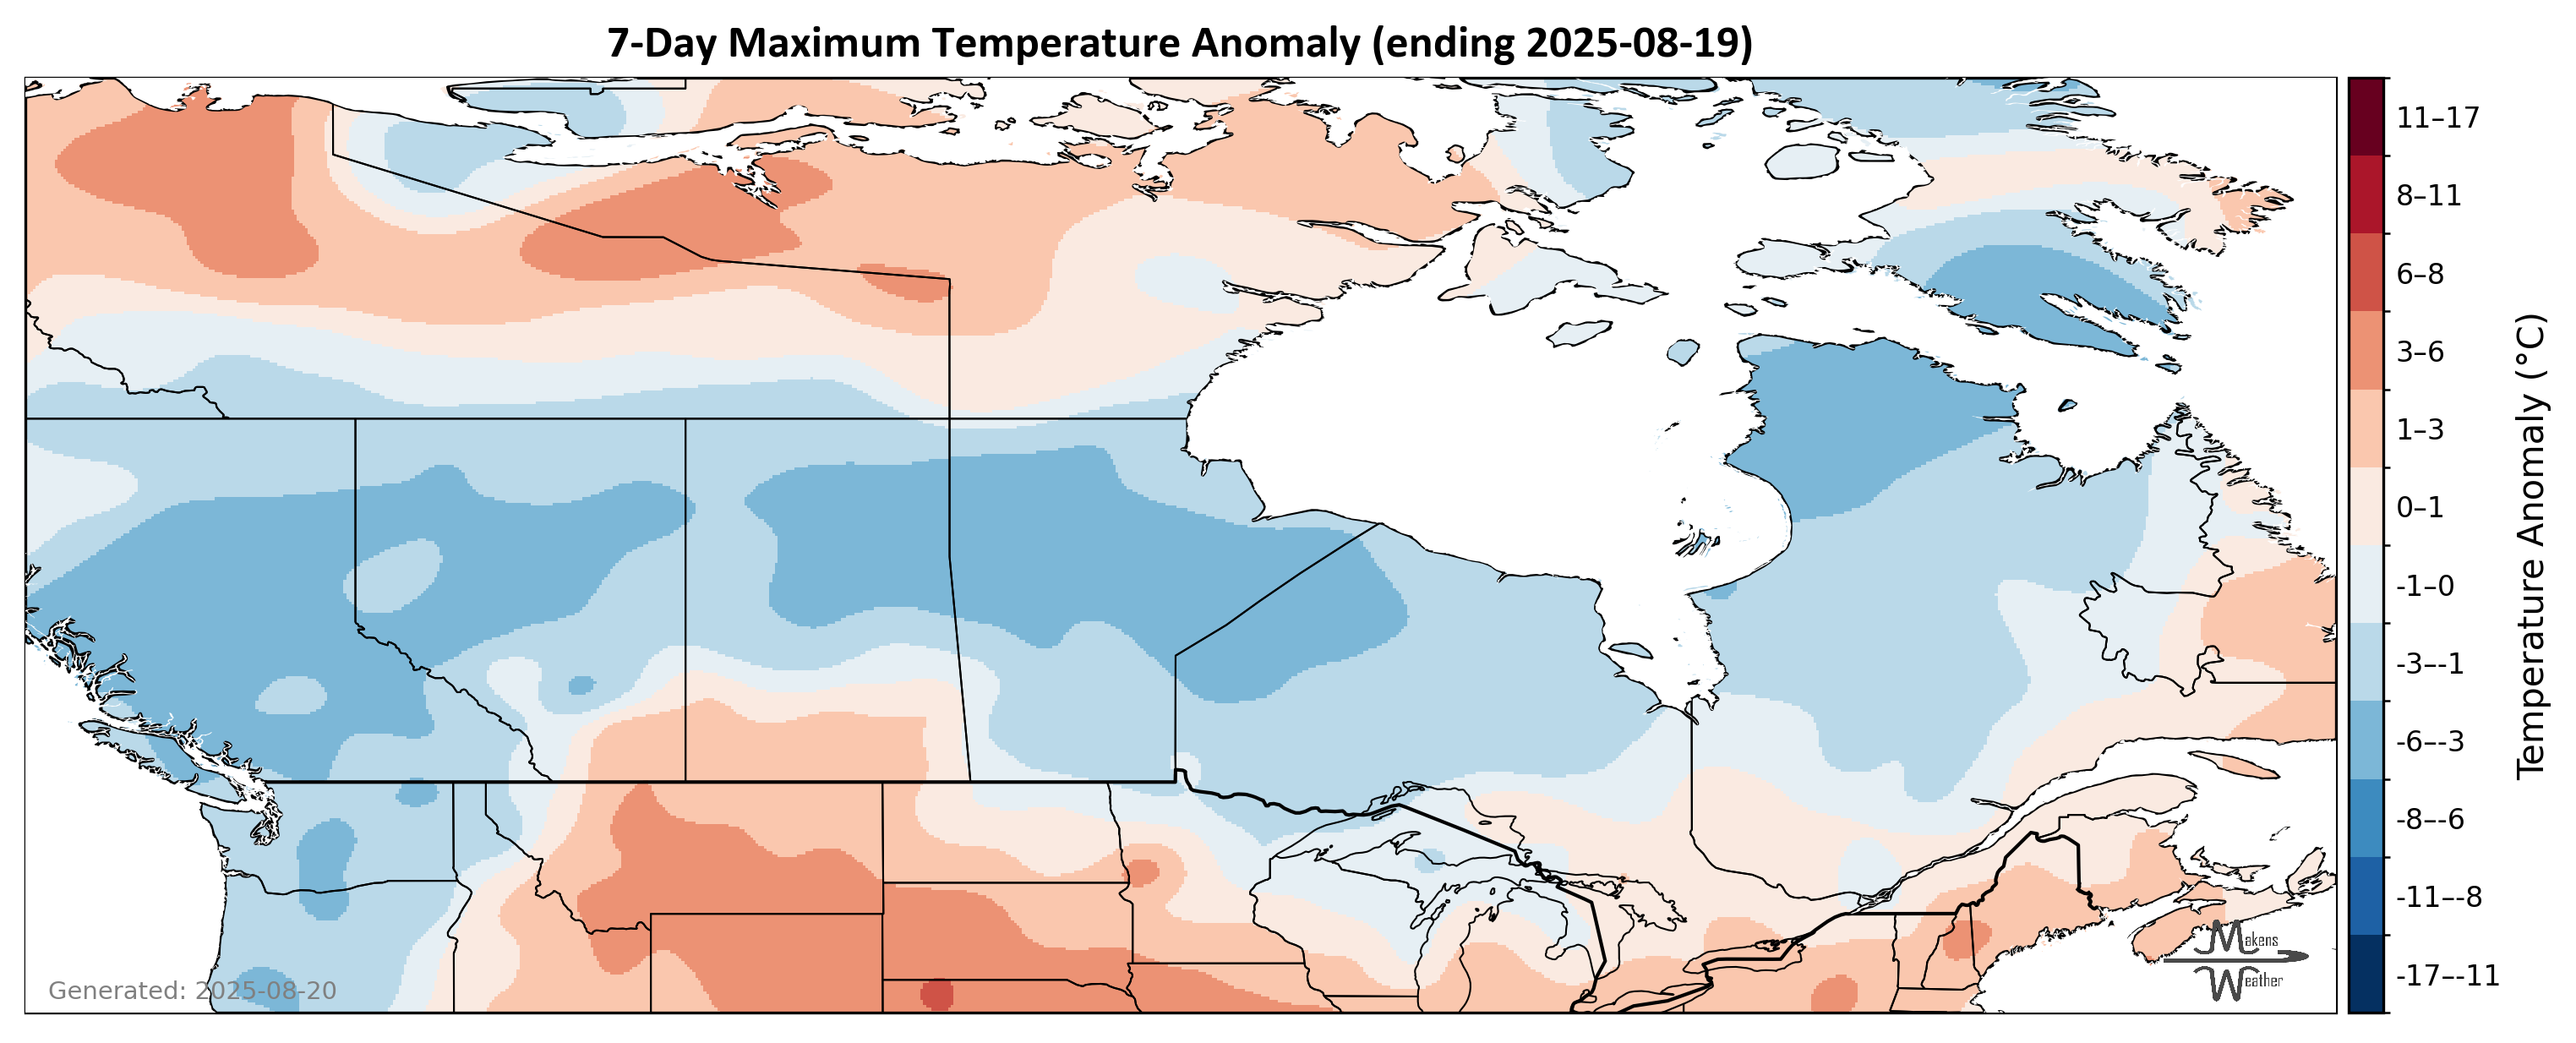 7-Day Maximum Temperature Anomaly (ending 2025-08-19)
11–17
8–11
6–8
3–6
1–3
0–1
-1–0
-3–-1
-6–-3
-8–-6
-11–-8
-17–-11
Temperature Anomaly (°C)
Generated: 2025-08-20
Makens
Weather